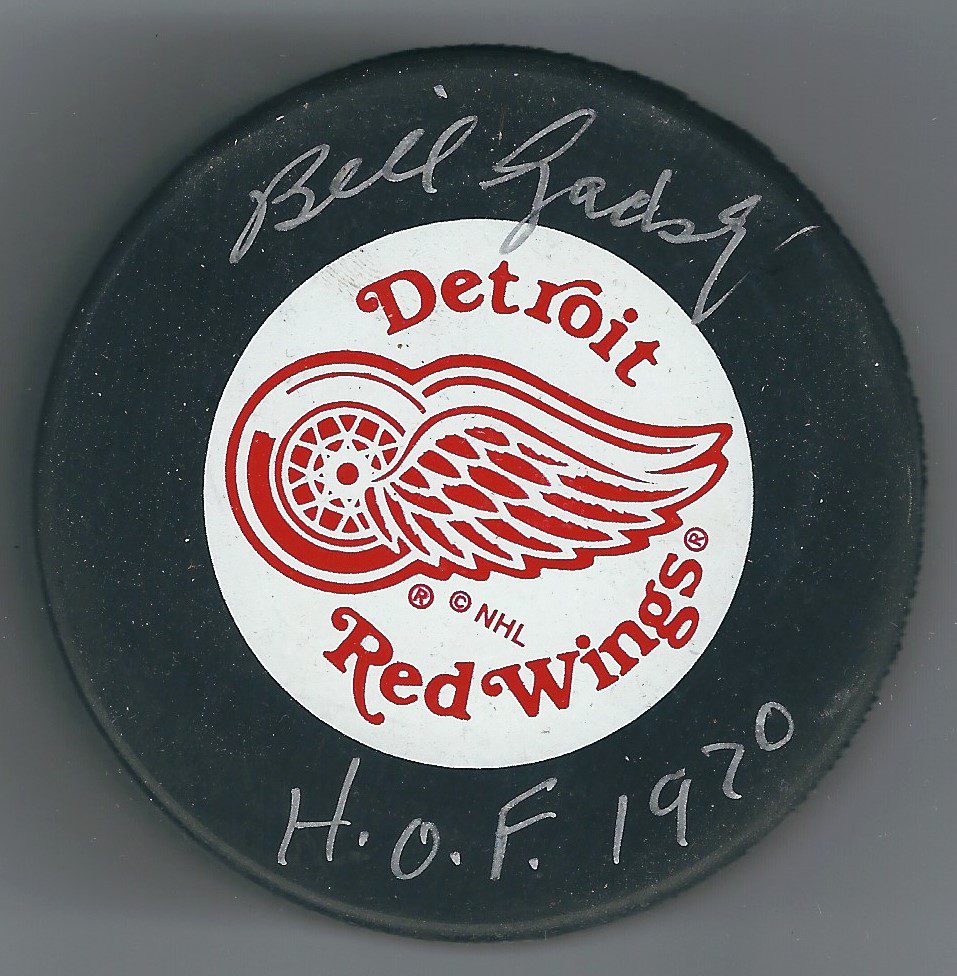 Bill Gadsby
Detroit
® © NHL
Red Wings®
H.O.F. 1970